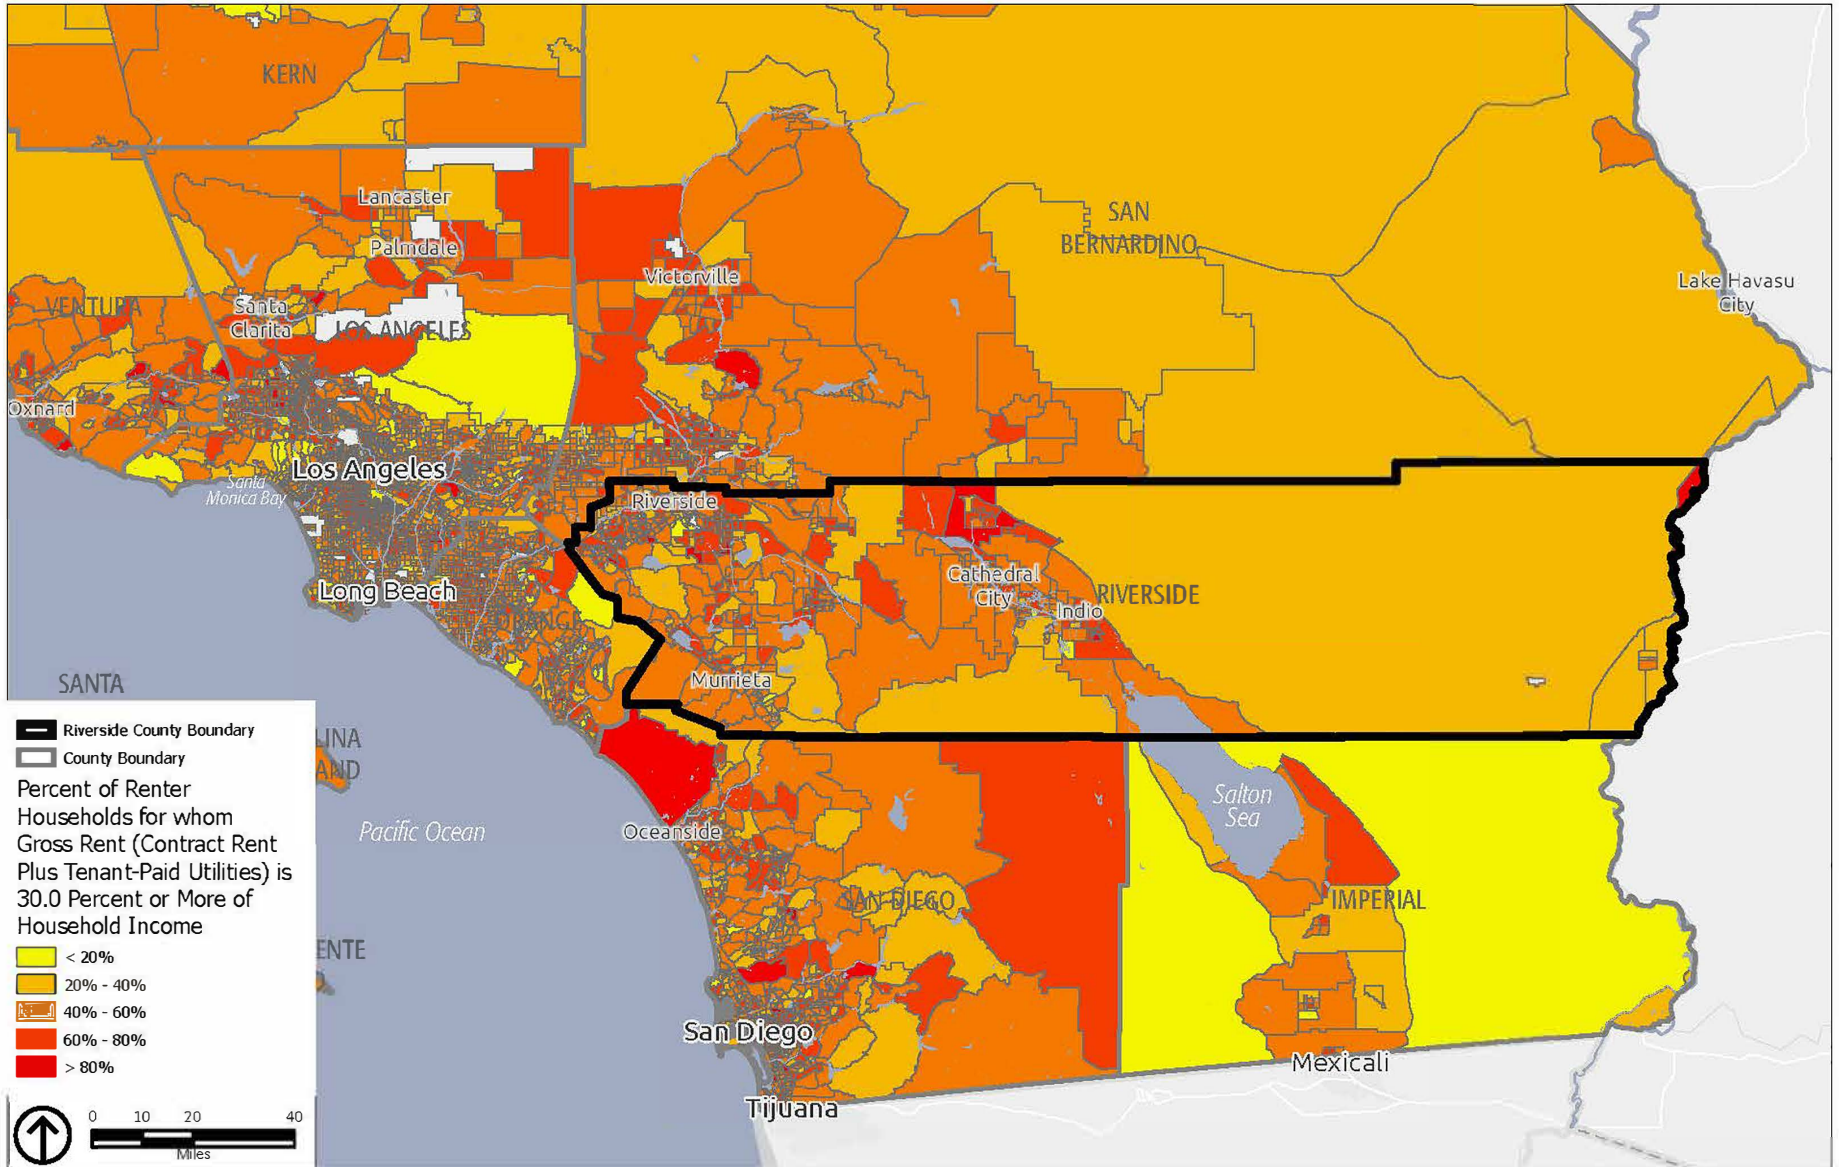 KERN
Lancaster
Palmdale
SAN
BERNARDINO
Victorville
Lake Havasu
City
VENTURA
Santa
Clarita
LOS ANGELES
Oxnard
Los Angeles
Santa
Monica Bay
Riverside
Long Beach
Cathedral
City
RIVERSIDE
Indio
ORANGE
SANTA
Murrieta
LINA
AND
Pacific Ocean
Oceanside
Salton
Sea
SAN DIEGO
IMPERIAL
ENTE
San Diego
Mexicali
Tijuana
Riverside County Boundary
County Boundary
Percent of Renter
Households for whom
Gross Rent (Contract Rent
Plus Tenant-Paid Utilities) is
30.0 Percent or More of
Household Income
< 20%
20% - 40%
40% - 60%
60% - 80%
> 80%
0 10 20 40
Miles